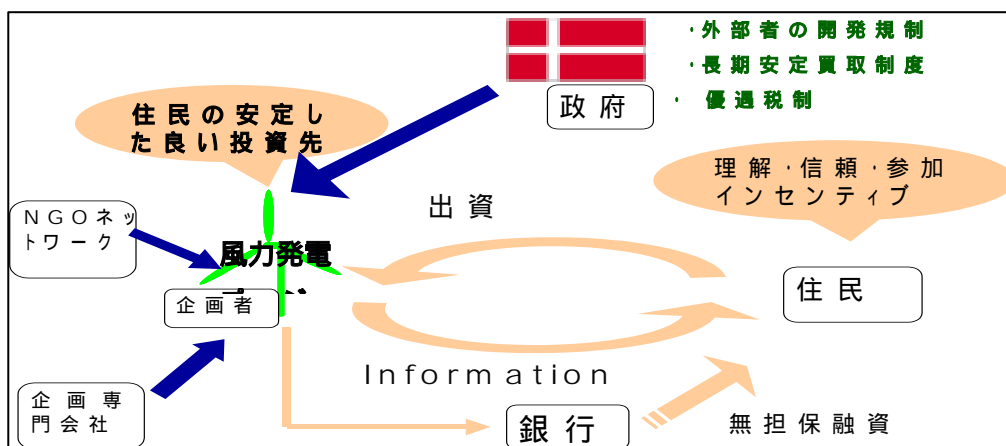 ・外部者の開発規制
・長期安定買取制度
・優遇税制
政府
住民の安定し
た良い投資先
理解・信頼・参加
インセンティブ
出資
NGOネッ
トワーク
風力発電
企画者
住民
Information
企画専
門会社
銀行
無担保融資